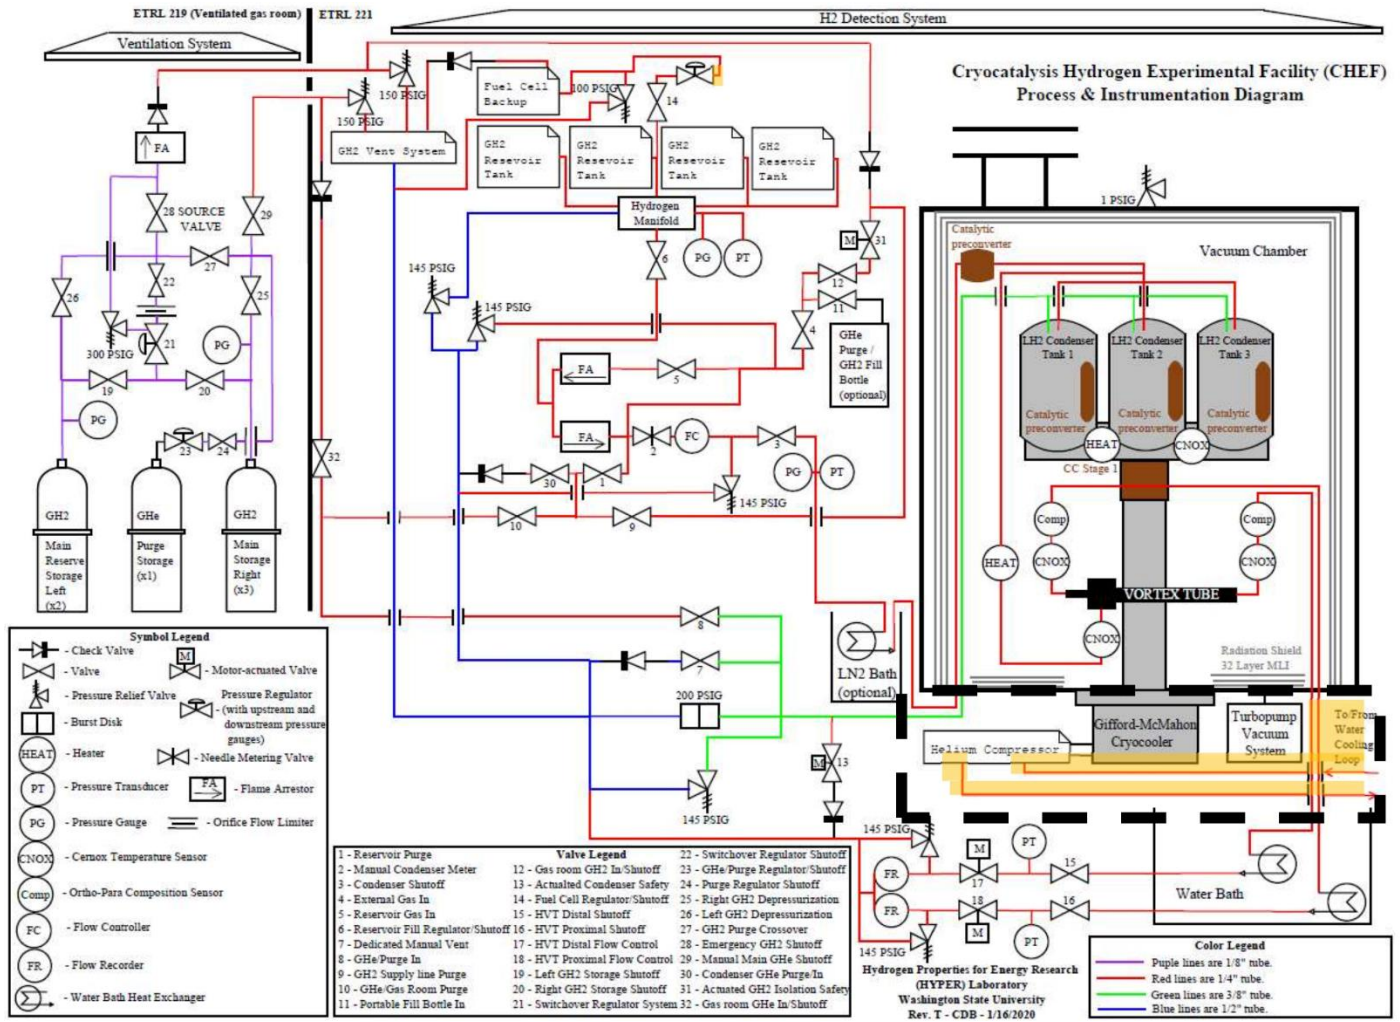 ETRL 219 (Ventilated gas room)
ETRL 221
H2 Detection System
Ventilation System
Cryocatalysis Hydrogen Experimental Facility (CHEF)
Process & Instrumentation Diagram
150 PSIG
150 PSIG
Fuel Cell
Backup
100 PSIG
14
FA
GH2 Vent System
GH2
Resevoir
Tank
GH2
Resevoir
Tank
GH2
Resevoir
Tank
GH2
Resevoir
Tank
1 PSIG
28 SOURCE
VALVE
29
Hydrogen
Manifold
M
31
Catalytic
preconverter
Vacuum Chamber
27
22
26
25
145 PSIG
6
PG
PT
12
11
145 PSIG
4
300 PSIG
21
PG
GHe
Purge /
GH2 Fill
Bottle
(optional)
LH2 Condenser
Tank 1
LH2 Condenser
Tank 2
LH2 Condenser
Tank 3
19
20
FA
5
PG
Catalytic
preconverter
Catalytic
preconverter
Catalytic
preconverter
23
24
FA
2
FC
3
HEAT
CNOX
32
30
1
PG
PT
CC Stage 1
145 PSIG
GH2
GHe
GH2
10
9
Comp
Comp
Main
Reserve
Storage
Left
(x2)
Purge
Storage
(x1)
Main
Storage
Right
(x3)
HEAT
CNOX
CNOX
VORTEX TUBE
8
CNOX
Symbol Legend
- Check Valve
- Valve
M
- Motor-actuated Valve
- Pressure Relief Valve
Pressure Regulator
- (with upstream and
downstream pressure
gauges)
- Burst Disk
HEAT
- Heater
- Needle Metering Valve
PT
- Pressure Transducer
FA
- Flame Arrestor
PG
- Pressure Gauge
- Orifice Flow Limiter
CNOX
- Cernox Temperature Sensor
Comp
- Ortho-Para Composition Sensor
FC
- Flow Controller
FR
- Flow Recorder
- Water Bath Heat Exchanger
7
LN2 Bath
(optional)
Radiation Shield
32 Layer MLI
200 PSIG
M
13
145 PSIG
Helium Compressor
Gifford-McMahon
Cryocooler
Turbopump
Vacuum
System
To/From
Water
Cooling
Loop
145 PSIG
FR
M
17
PT
15
FR
18
M
PT
16
145 PSIG
Water Bath
Valve Legend
1 - Reservoir Purge
2 - Manual Condenser Meter
3 - Condenser Shutoff
4 - External Gas In
5 - Reservoir Gas In
6 - Reservoir Fill Regulator/Shutoff
7 - Dedicated Manual Vent
8 - GHe/Purge In
9 - GH2 Supply line Purge
10 - GHe/Gas Room Purge
11 - Portable Fill Bottle In
12 - Gas room GH2 In/Shutoff
13 - Actualted Condenser Safety
14 - Fuel Cell Regulator/Shutoff
15 - HVT Distal Shutoff
16 - HVT Proximal Shutoff
17 - HVT Distal Flow Control
18 - HVT Proximal Flow Control
19 - Left GH2 Storage Shutoff
20 - Right GH2 Storage Shutoff
21 - Switchover Regulator System
22 - Switchover Regulator Shutoff
23 - GHe/Purge Regulator/Shutoff
24 - Purge Regulator Shutoff
25 - Right GH2 Depressurization
26 - Left GH2 Depressurization
27 - GH2 Purge Crossover
28 - Emergency GH2 Shutoff
29 - Manual Main GHe Shutoff
30 - Condenser GHe Purge/In
31 - Actuated GH2 Isolation Safety
32 - Gas room GHe In/Shutoff
Hydrogen Properties for Energy Research
(HYPER) Laboratory
Washington State University
Rev. T - CDB - 1/16/2020
Color Legend
Puple lines are 1/8" tube.
Red lines are 1/4" tube.
Green lines are 3/8" tube.
Blue lines are 1/2" tube.